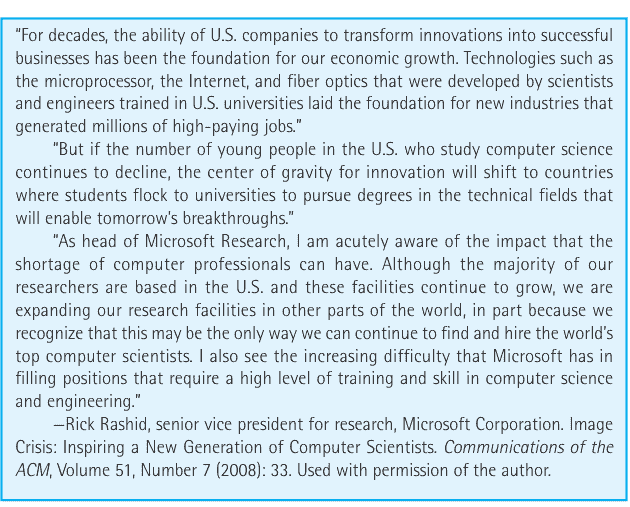 "For decades, the ability of U.S. companies to transform innovations into successful
businesses has been the foundation for our economic growth. Technologies such as
the microprocessor, the Internet, and fiber optics that were developed by scientists
and engineers trained in U.S. universities laid the foundation for new industries that
generated millions of high-paying jobs."
"But if the number of young people in the U.S. who study computer science
continues to decline, the center of gravity for innovation will shift to countries
where students flock to universities to pursue degrees in the technical fields that
will enable tomorrow's breakthroughs."
"As head of Microsoft Research, I am acutely aware of the impact that the
shortage of computer professionals can have. Although the majority of our
researchers are based in the U.S. and these facilities continue to grow, we are
expanding our research facilities in other parts of the world, in part because we
recognize that this may be the only way we can continue to find and hire the world's
top computer scientists. I also see the increasing difficulty that Microsoft has in
filling positions that require a high level of training and skill in computer science
and engineering."
—Rick Rashid, senior vice president for research, Microsoft Corporation. Image
Crisis: Inspiring a New Generation of Computer Scientists. Communications of the
ACM, Volume 51, Number 7 (2008): 33. Used with permission of the author.